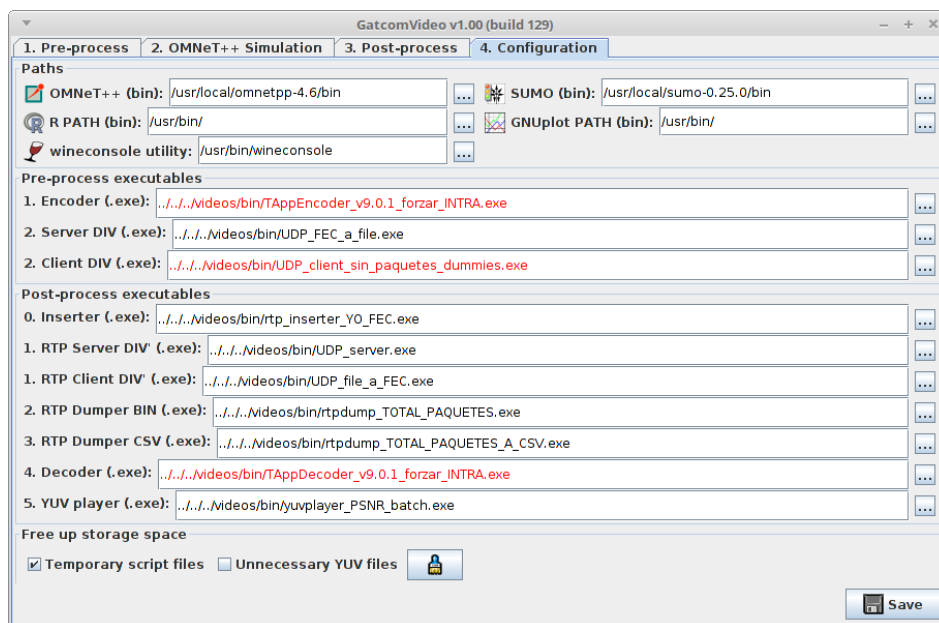 GatcomVideo v1.00 (build 129)
1. Pre-process 2. OMNeT++ Simulation 3. Post-process 4. Configuration
Paths
OMNeT++ (bin): /usr/local/omnetpp-4.6/bin ... SUMO (bin): /usr/local/sumo-0.25.0/bin ...
R PATH (bin): /usr/bin/ ... GNUplot PATH (bin): /usr/bin/ ...
wineconsole utility: /usr/bin/wineconsole ...
Pre-process executables
1. Encoder (.exe): ../../../videos/bin/TAppEncoder_v9.0.1_forzar_INTRA.exe ...
2. Server DIV (.exe): ../../../videos/bin/UDP_FEC_a_file.exe ...
2. Client DIV (.exe): ../../../videos/bin/UDP_client_sin_paquetes_dummies.exe ...
Post-process executables
0. Inserter (.exe): ../../../videos/bin/rtp_inserter_YO_FEC.exe ...
1. RTP Server DIV' (.exe): ../../../videos/bin/UDP_server.exe ...
1. RTP Client DIV' (.exe): ../../../videos/bin/UDP_file_a_FEC.exe ...
2. RTP Dumper BIN (.exe): ../../../videos/bin/rtpdump_TOTAL_PAQUETES.exe ...
3. RTP Dumper CSV (.exe): ../../../videos/bin/rtpdump_TOTAL_PAQUETES_A_CSV.exe ...
4. Decoder (.exe): ../../../videos/bin/TAppDecoder_v9.0.1_forzar_INTRA.exe ...
5. YUV player (.exe): ../../../videos/bin/yuvplayer_PSNR_batch.exe ...
Free up storage space
Temporary script files Unnecessary YUV files
Save